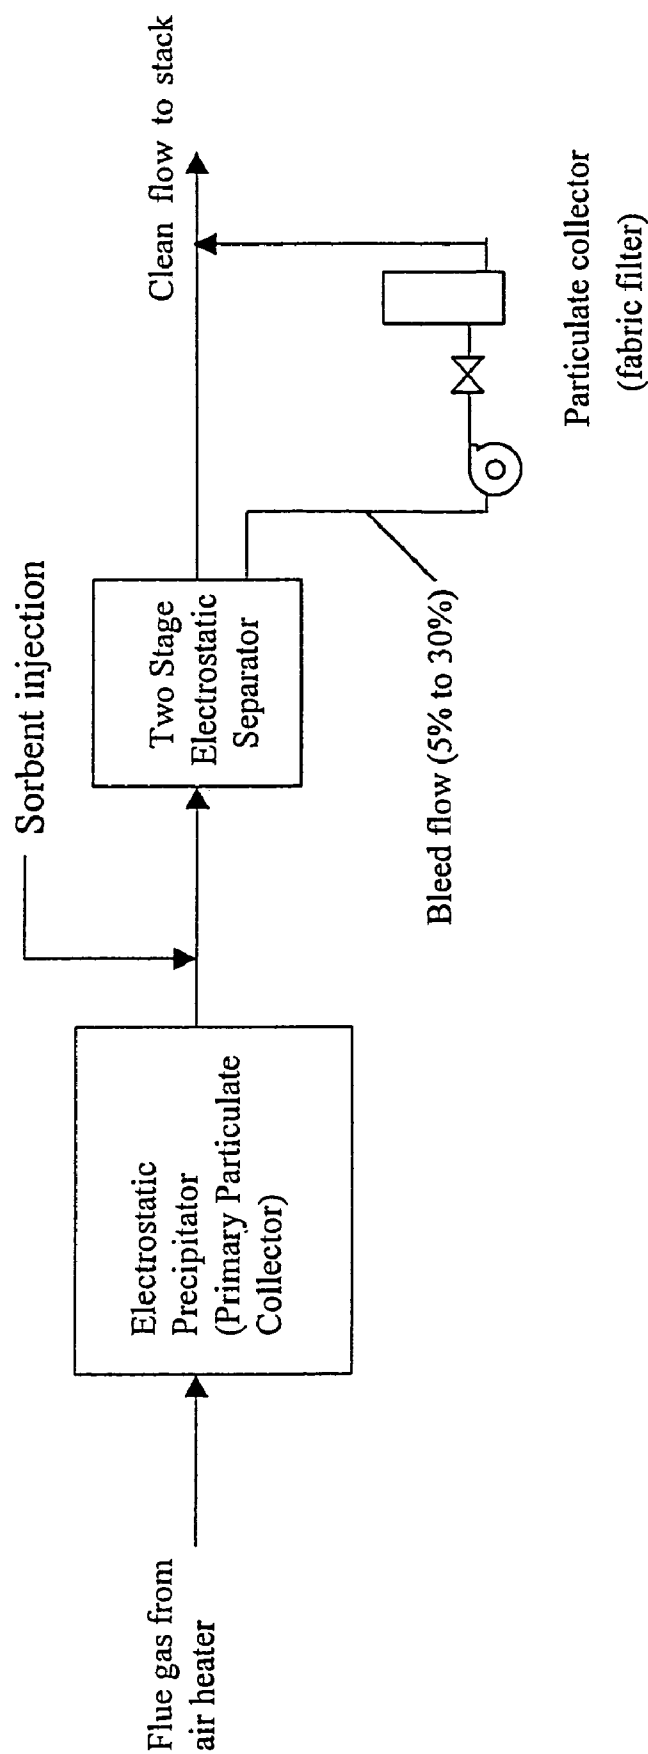 Flue gas from
air heater
Electrostatic
Precipitator
(Primary Particulate
Collector)
Sorbent injection
Two Stage
Electrostatic
Separator
Bleed flow (5% to 30%)
Clean flow to stack
Particulate collector
(fabric filter)